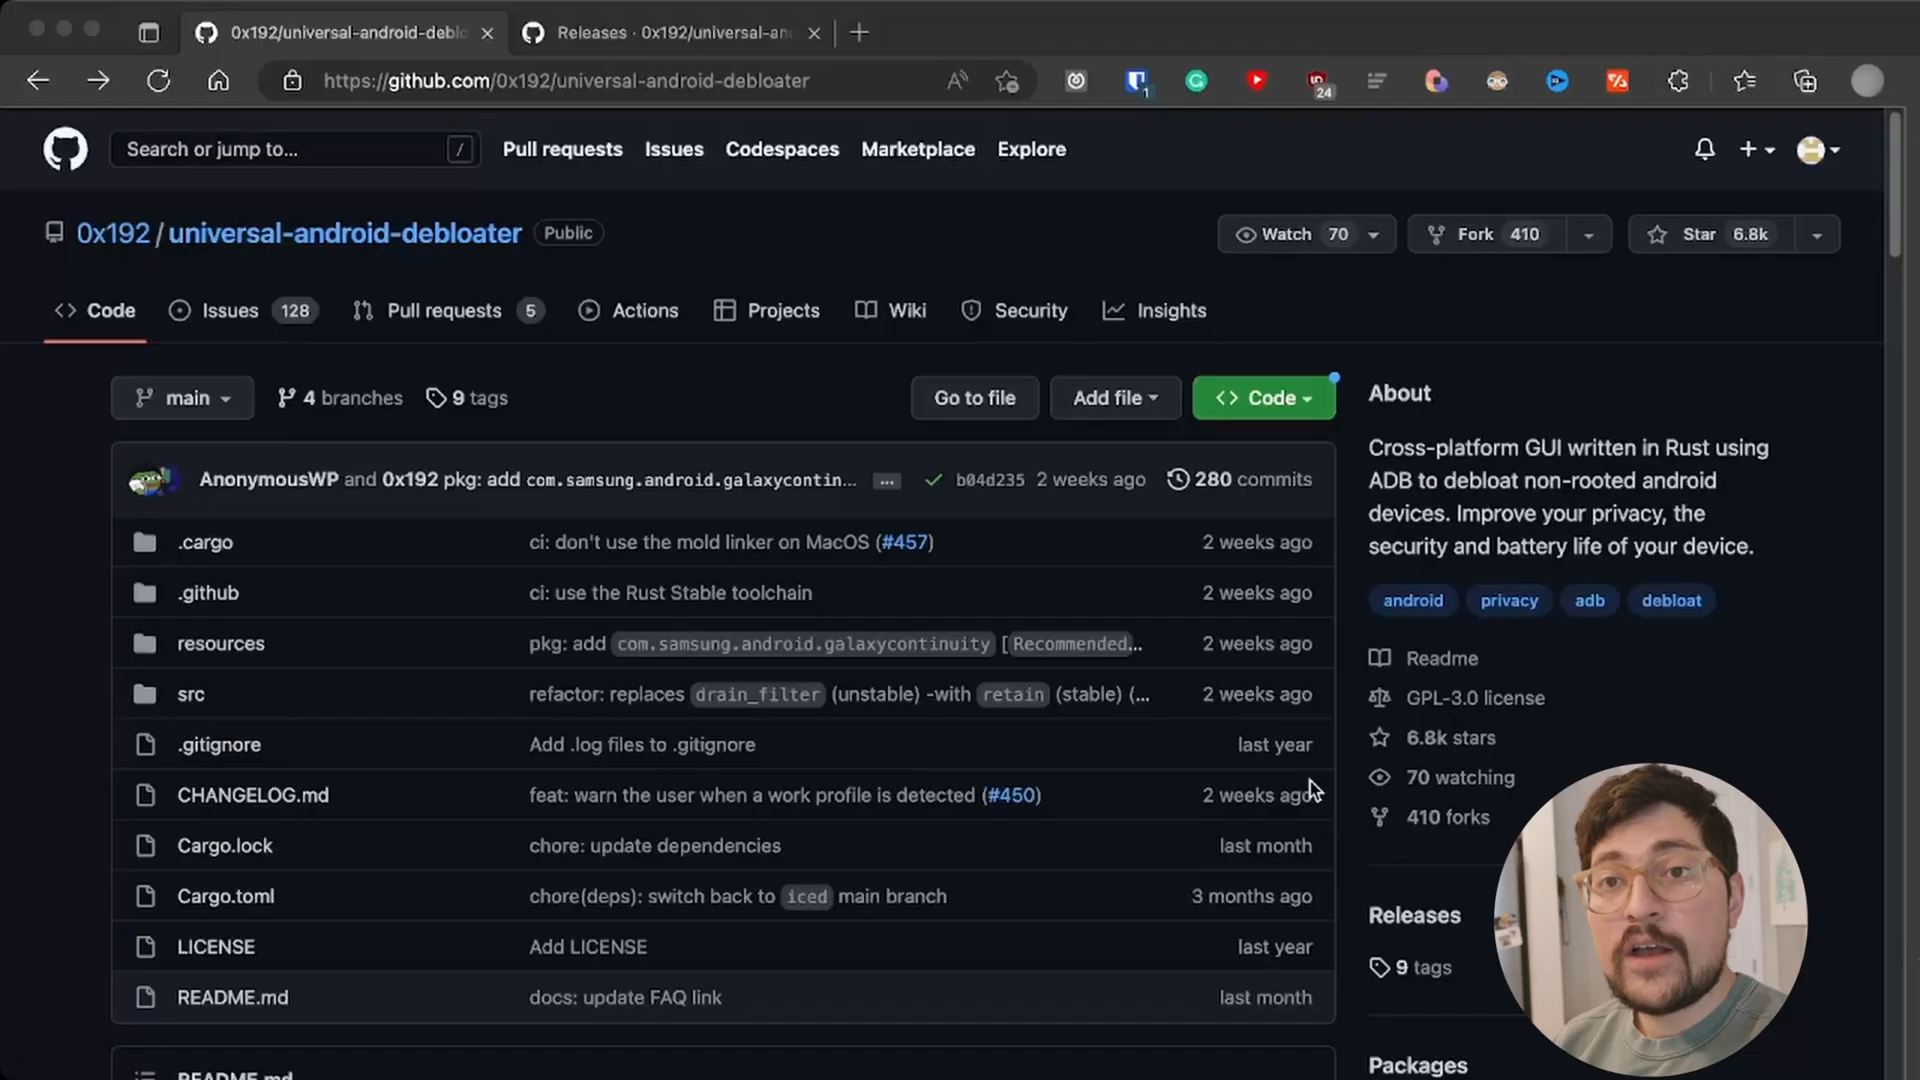 0x192/universal-android-deblo
Releases · 0x192/universal-an
https://github.com/0x192/universal-android-debloater
1
24
Search or jump to...
/
Pull requests
Issues
Codespaces
Marketplace
Explore
0x192/universal-android-debloater
Public
Watch 70
Fork 410
Star 6.8k
Code
Issues 128
Pull requests 5
Actions
Projects
Wiki
Security
Insights
main
4 branches
9 tags
Go to file
Add file
Code
AnonymousWP and 0x192 pkg: add com.samsung.android.galaxycontin... ... b04d235 2 weeks ago 280 commits
.cargo ci: don't use the mold linker on MacOS (#457) 2 weeks ago
.github ci: use the Rust Stable toolchain 2 weeks ago
resources pkg: add com.samsung.android.galaxycontinuity [Recommended... 2 weeks ago
src refactor: replaces drain_filter (unstable) -with retain (stable) (... 2 weeks ago
.gitignore Add .log files to .gitignore last year
CHANGELOG.md feat: warn the user when a work profile is detected (#450) 2 weeks ago
Cargo.lock chore: update dependencies last month
Cargo.toml chore(deps): switch back to iced main branch 3 months ago
LICENSE Add LICENSE last year
README.md docs: update FAQ link last month
README.md
About
Cross-platform GUI written in Rust using
ADB to debloat non-rooted android
devices. Improve your privacy, the
security and battery life of your device.
android
privacy
adb
debloat
Readme
GPL-3.0 license
6.8k stars
70 watching
410 forks
Releases
9 tags
Packages